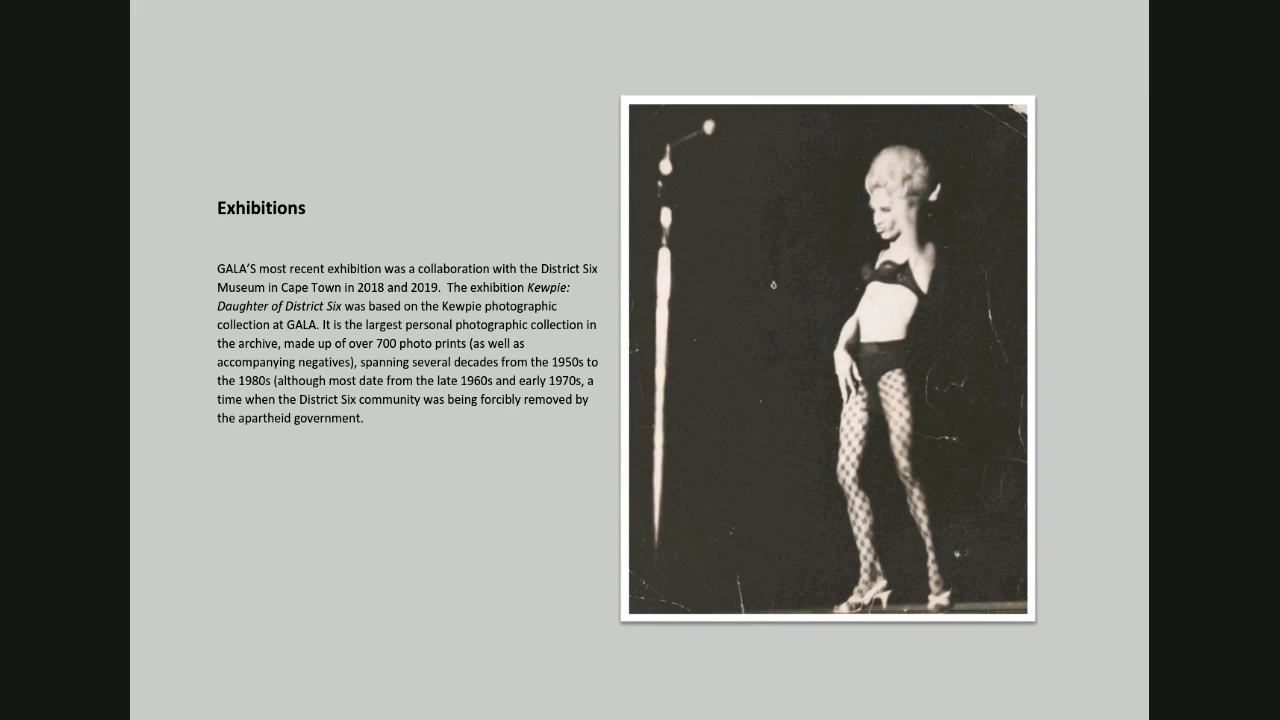 Exhibitions
GALA'S most recent exhibition was a collaboration with the District Six
Museum in Cape Town in 2018 and 2019.  The exhibition Kewpie:
Daughter of District Six was based on the Kewpie photographic
collection at GALA. It is the largest personal photographic collection in
the archive, made up of over 700 photo prints (as well as
accompanying negatives), spanning several decades from the 1950s to
the 1980s (although most date from the late 1960s and early 1970s, a
time when the District Six community was being forcibly removed by
the apartheid government.